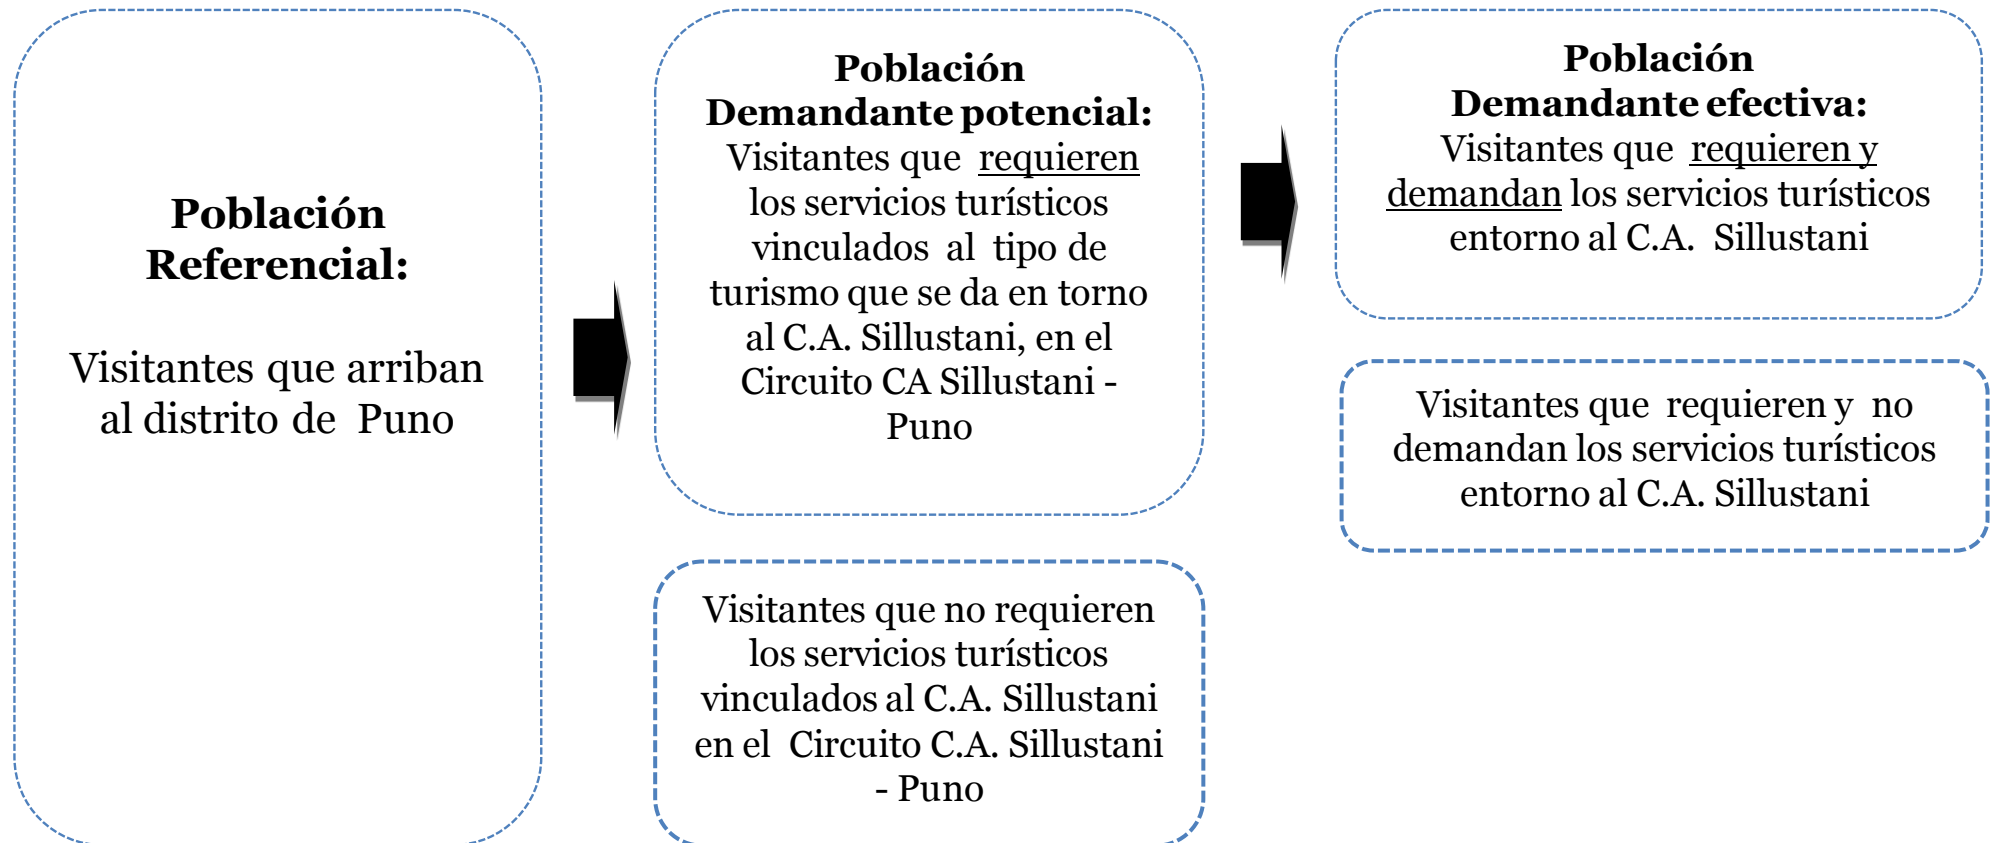 Población
Referencial:
Visitantes que arriban
al distrito de Puno
Población
Demandante potencial:
Visitantes que requieren
los servicios turísticos
vinculados al tipo de
turismo que se da en torno
al C.A. Sillustani, en el
Circuito CA Sillustani -
Puno
Visitantes que no requieren
los servicios turísticos
vinculados al C.A. Sillustani
en el Circuito C.A. Sillustani
- Puno
Población
Demandante efectiva:
Visitantes que requieren y
demandan los servicios turísticos
entorno al C.A. Sillustani
Visitantes que requieren y no
demandan los servicios turísticos
entorno al C.A. Sillustani